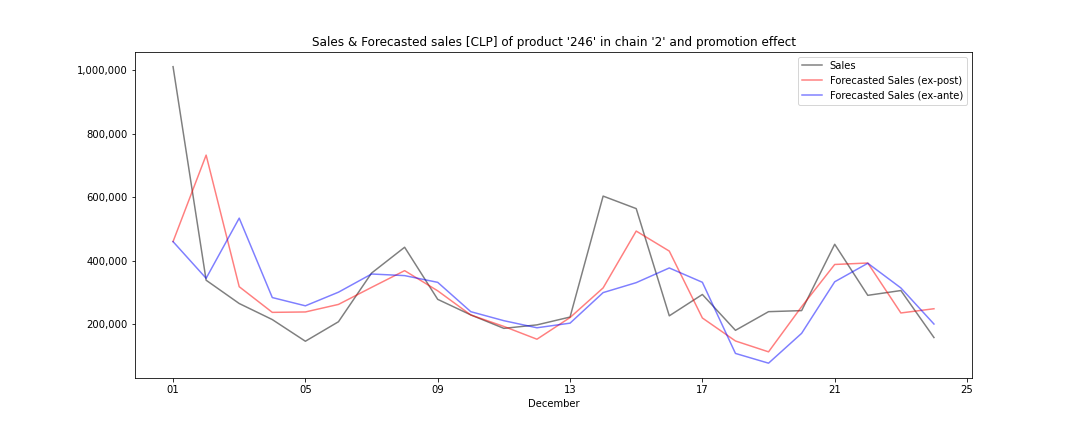 Sales & Forecasted sales [CLP] of product '246' in chain '2' and promotion effect
1,000,000
800,000
600,000
400,000
200,000
Sales
Forecasted Sales (ex-post)
Forecasted Sales (ex-ante)
01 05 09 13 17 21 25
December